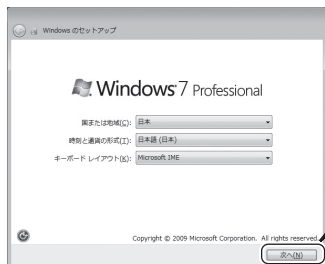 Windows のセットアップ
Windows 7 Professional
国または地域(C): 日本
時刻と通貨の形式(T): 日本語 (日本)
キーボード レイアウト(K): Microsoft IME
Copyright © 2009 Microsoft Corporation. All rights reserved.
次へ(N)